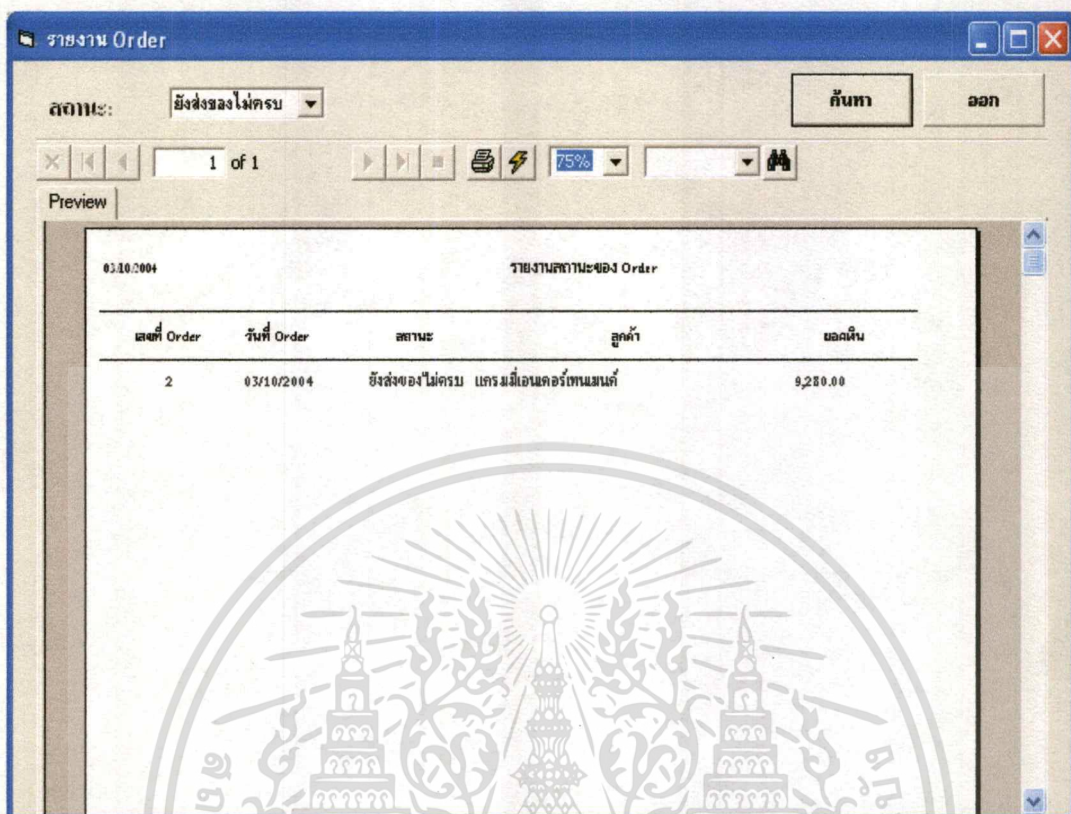 รายงาน Order
สถานะ: ยังส่งของไม่ครบ ค้นหา ออก
1 of 1 75%
Preview
03/10/2004 รายงานสถานะของ Order
เลขที่ Order วันที่ Order สถานะ ลูกค้า ยอดเงิน
2 03/10/2004 ยังส่งของไม่ครบ แกรมมี่เอนเตอร์เทนเมนต์ 9,280.00